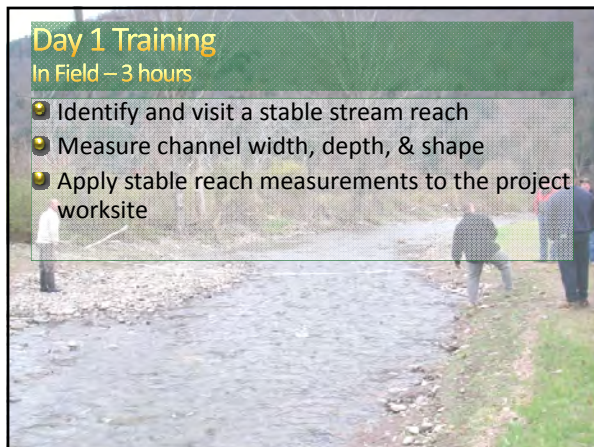 Day 1 Training
In Field – 3 hours
Identify and visit a stable stream reach
Measure channel width, depth, & shape
Apply stable reach measurements to the project
worksite